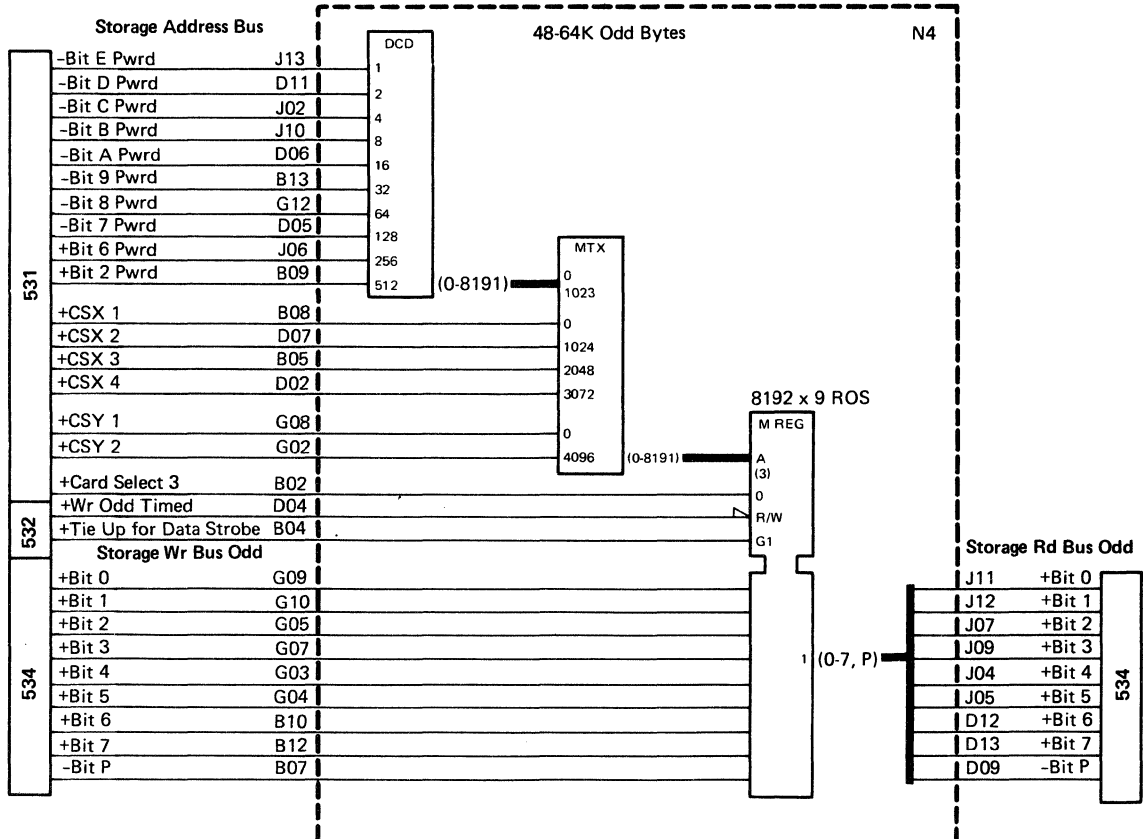 Storage Address Bus
48-64K Odd Bytes
N4
DCD
531
-Bit E Pwrd J13
1
-Bit D Pwrd D11
2
-Bit C Pwrd J02
4
-Bit B Pwrd J10
8
-Bit A Pwrd D06
16
-Bit 9 Pwrd B13
32
-Bit 8 Pwrd G12
64
-Bit 7 Pwrd D05
128
+Bit 6 Pwrd J06
256
+Bit 2 Pwrd B09
512
(0-8191)
MTX
0
1023
+CSX 1 B08
0
+CSX 2 D07
1024
+CSX 3 B05
2048
+CSX 4 D02
3072
+CSY 1 G08
0
+CSY 2 G02
4096
(0-8191)
8192 x 9 ROS
M REG
A
(3)
+Card Select 3 B02
0
532
+Wr Odd Timed D04
R/W
+Tie Up for Data Strobe B04
G1
Storage Wr Bus Odd
534
+Bit 0 G09
+Bit 1 G10
+Bit 2 G05
+Bit 3 G07
+Bit 4 G03
+Bit 5 G04
+Bit 6 B10
+Bit 7 B12
-Bit P B07
1
(0-7, P)
Storage Rd Bus Odd
J11 +Bit 0
J12 +Bit 1
J07 +Bit 2
J09 +Bit 3
J04 +Bit 4
J05 +Bit 5
D12 +Bit 6
D13 +Bit 7
D09 -Bit P
534